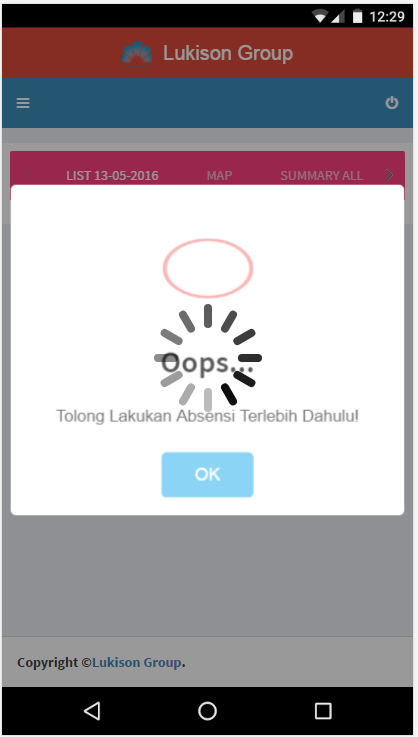 12:29
Lukison Group
LIST 13-05-2016 MAP SUMMARY ALL
Oops...
Tolong Lakukan Absensi Terlebih Dahulu!
OK
Copyright ©Lukison Group.